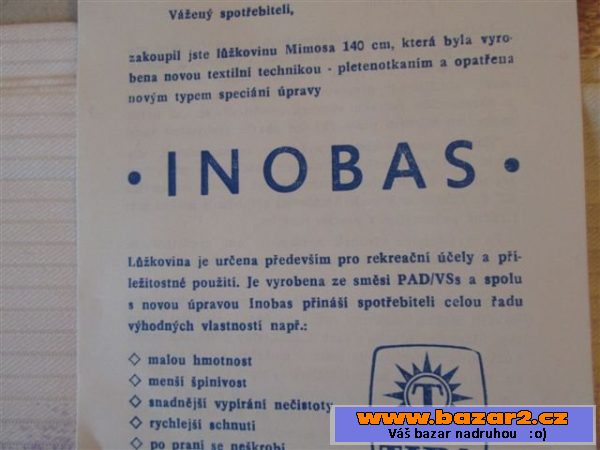 Vážený spotřebiteli,
zakoupil jste lůžkovinu Mimosa 140 cm, která byla vyro-
bena novou textilní technikou - pletenotkaním a opatřena
novým typem speciání úpravy
• INOBAS •
Lůžkovina je určena především pro rekreační účely a pří-
ležitostné použití. Je vyrobena ze směsi PAD/VSs a spolu
s novou úpravou Inobas přináší spotřebiteli celou řadu
výhodných vlastností např.:
◇ malou hmotnost
◇ menší špinivost
◇ snadnější vypírání nečistoty
◇ rychlejší schnutí
◇ po praní se neškrobí
T
www.bazar2.cz
Váš bazar nadruhou :o)